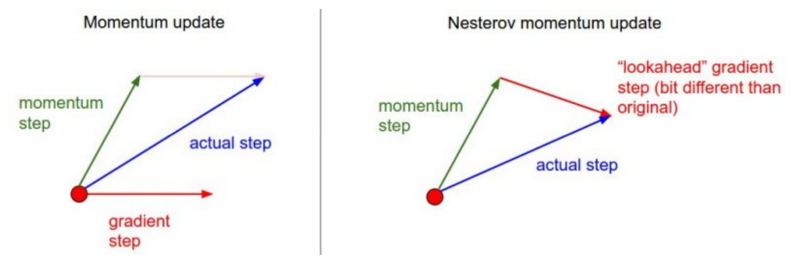 Momentum update
momentum
step
actual step
gradient
step
Nesterov momentum update
momentum
step
“lookahead” gradient
step (bit different than
original)
actual step